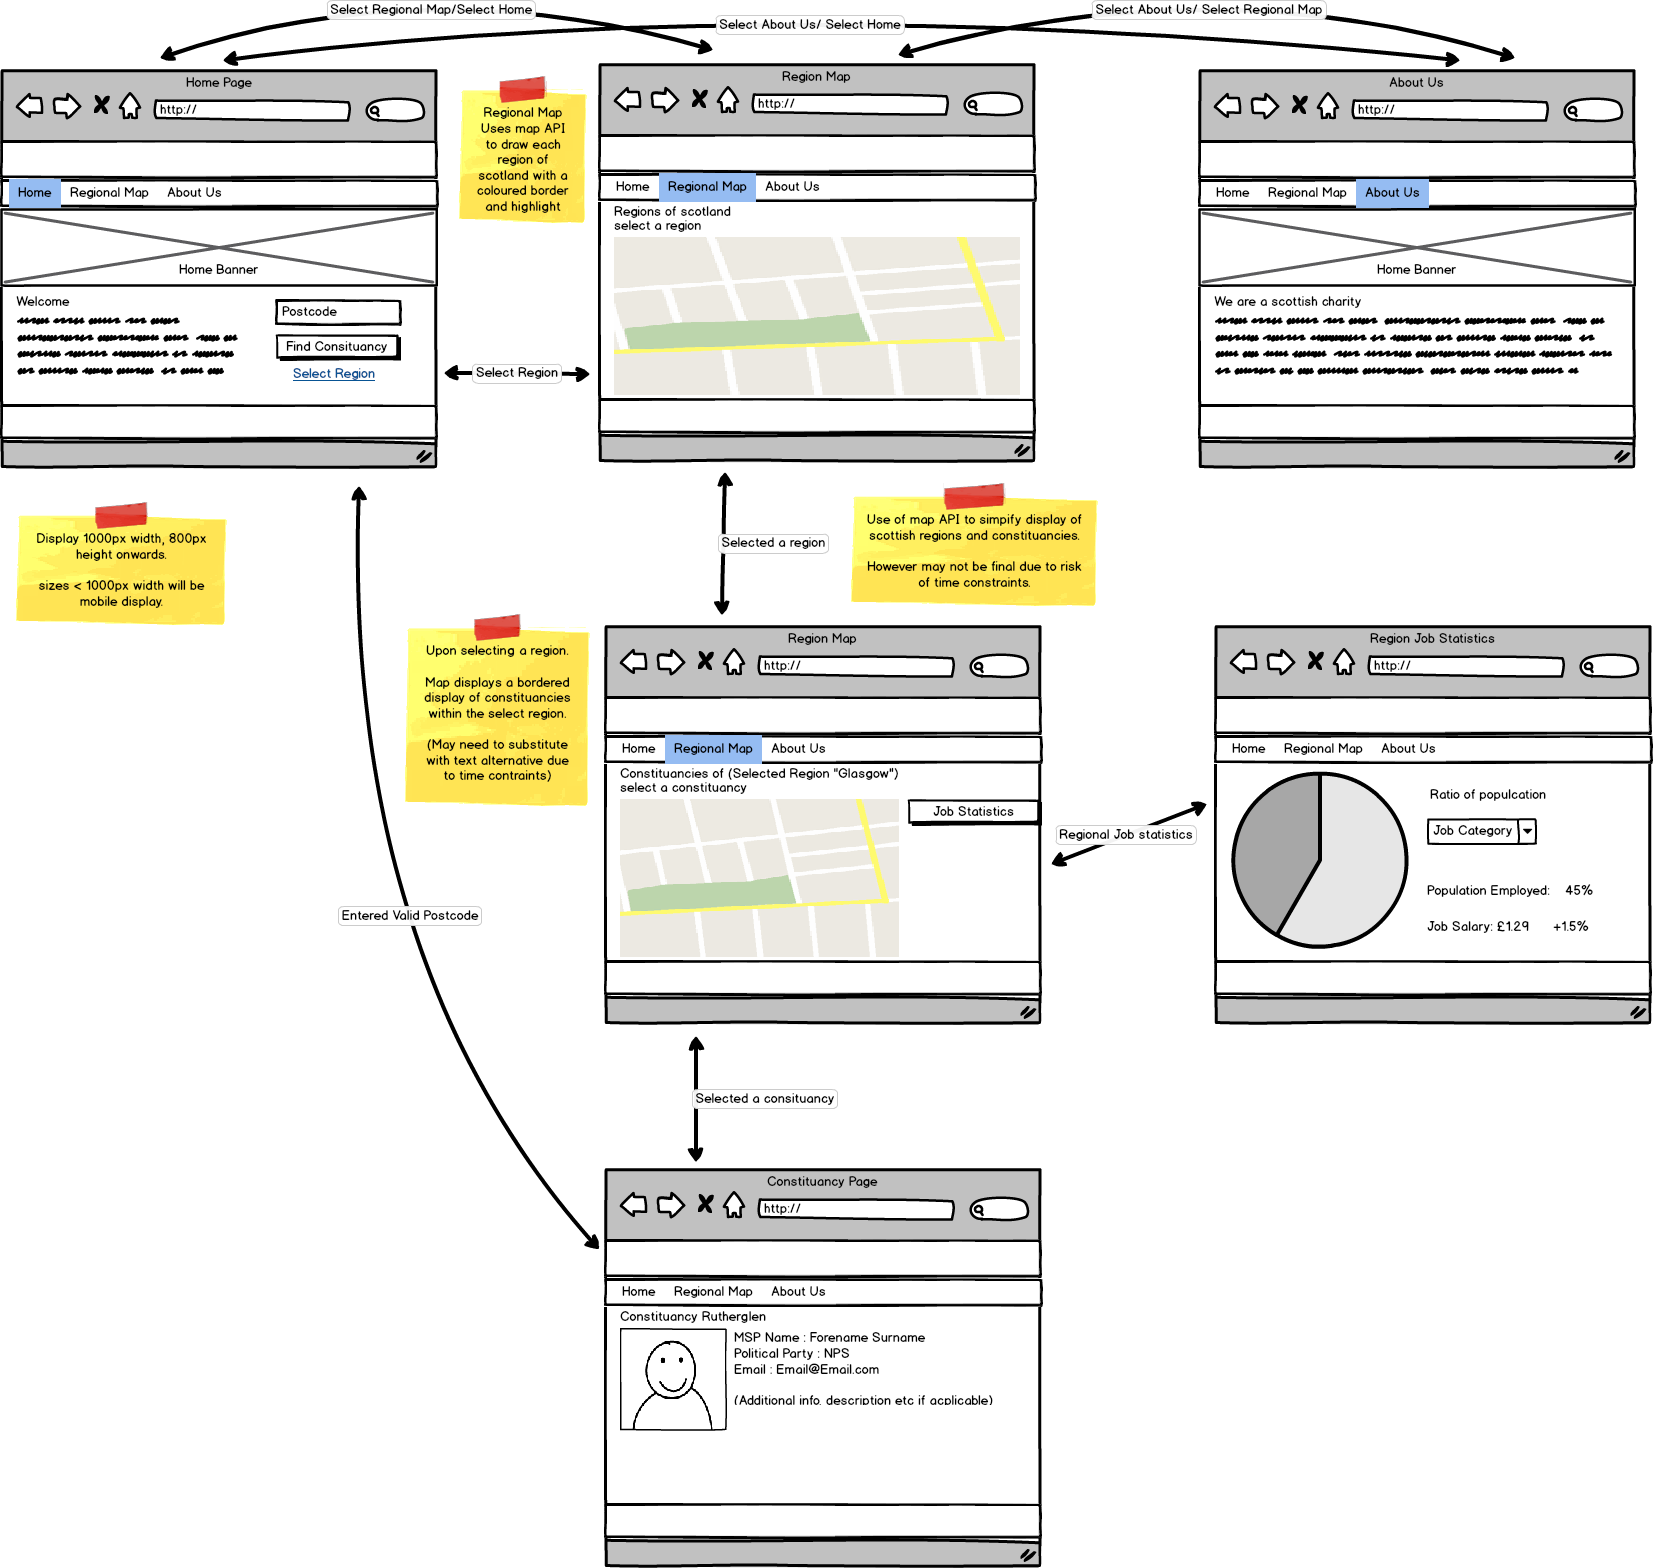 Select Regional Map/Select Home
Select About Us/ Select Home
Select About Us/ Select Regional Map
Home Page
http://
Home Regional Map About Us
Home Banner
Welcome
Postcode
Find Consituancy
Select Region
Regional Map
Uses map API
to draw each
region of
scotland with a
coloured border
and highlight
Region Map
http://
Home Regional Map About Us
Regions of scotland
select a region
About Us
http://
Home Regional Map About Us
Home Banner
We are a scottish charity
Select Region
Display 1000px width, 800px
height onwards.
sizes < 1000px width will be
mobile display.
Selected a region
Use of map API to simpify display of
scottish regions and constituancies.
However may not be final due to risk
of time constraints.
Upon selecting a region.
Map displays a bordered
display of constituancies
within the select region.
(May need to substitute
with text alternative due
to time contraints)
Region Map
http://
Home Regional Map About Us
Constituancies of (Selected Region "Glasgow")
select a constituancy
Job Statistics
Regional Job statistics
Region Job Statistics
http://
Home Regional Map About Us
Ratio of populcation
Job Category
Population Employed: 45%
Job Salary: £1.29 +1.5%
Entered Valid Postcode
Selected a consituancy
Constituancy Page
http://
Home Regional Map About Us
Constituancy Rutherglen
MSP Name : Forename Surname
Political Party : NPS
Email : Email@Email.com
(Additional info, description etc if applicable)